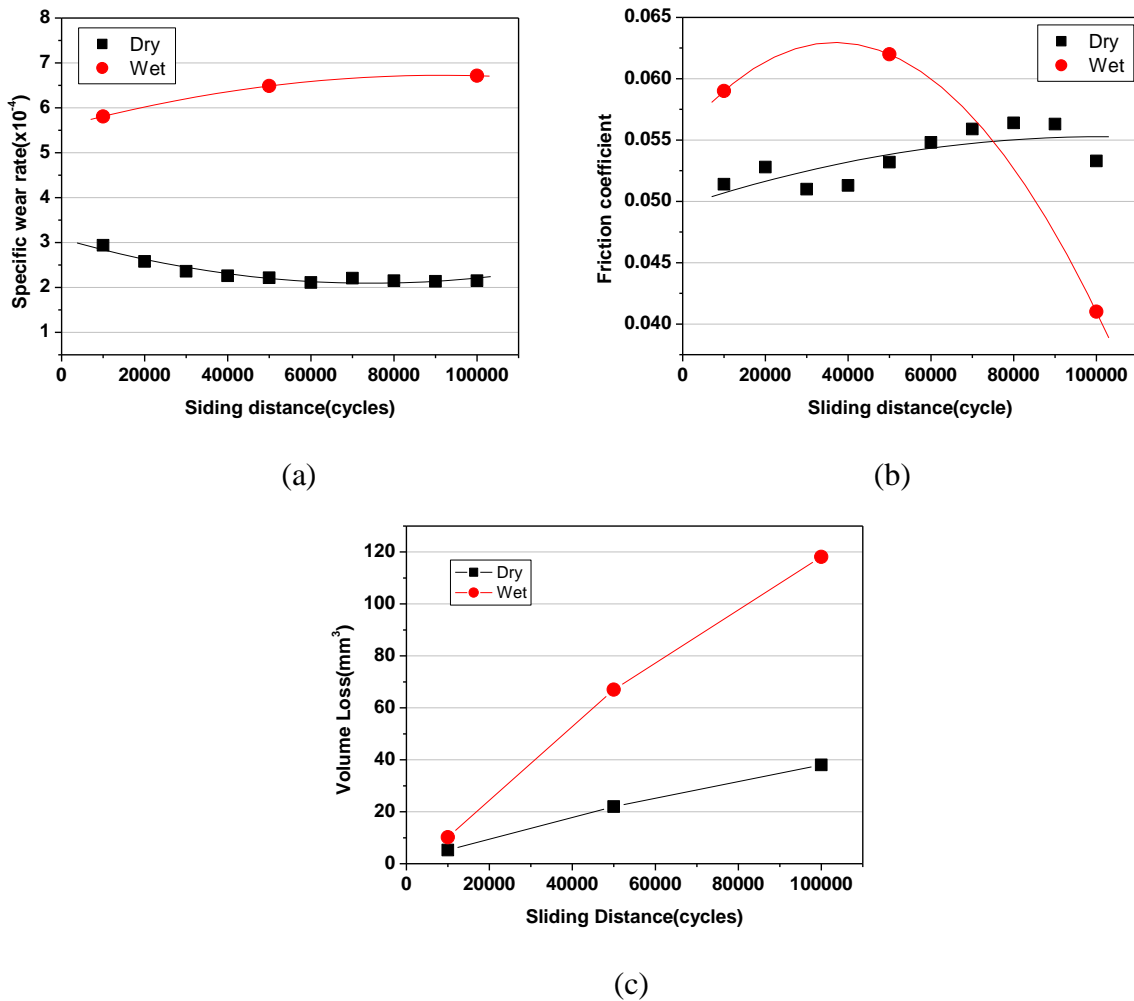 8
7
6
5
4
3
2
1
Specific wear rate(x10⁻⁴)
Dry
Wet
0 20000 40000 60000 80000 100000
Siding distance(cycles)
(a)
0.065
0.060
0.055
0.050
0.045
0.040
Friction coefficient
Dry
Wet
0 20000 40000 60000 80000 100000
Sliding distance(cycle)
(b)
120
100
80
60
40
20
0
Volume Loss(mm³)
Dry
Wet
0 20000 40000 60000 80000 100000
Sliding Distance(cycles)
(c)